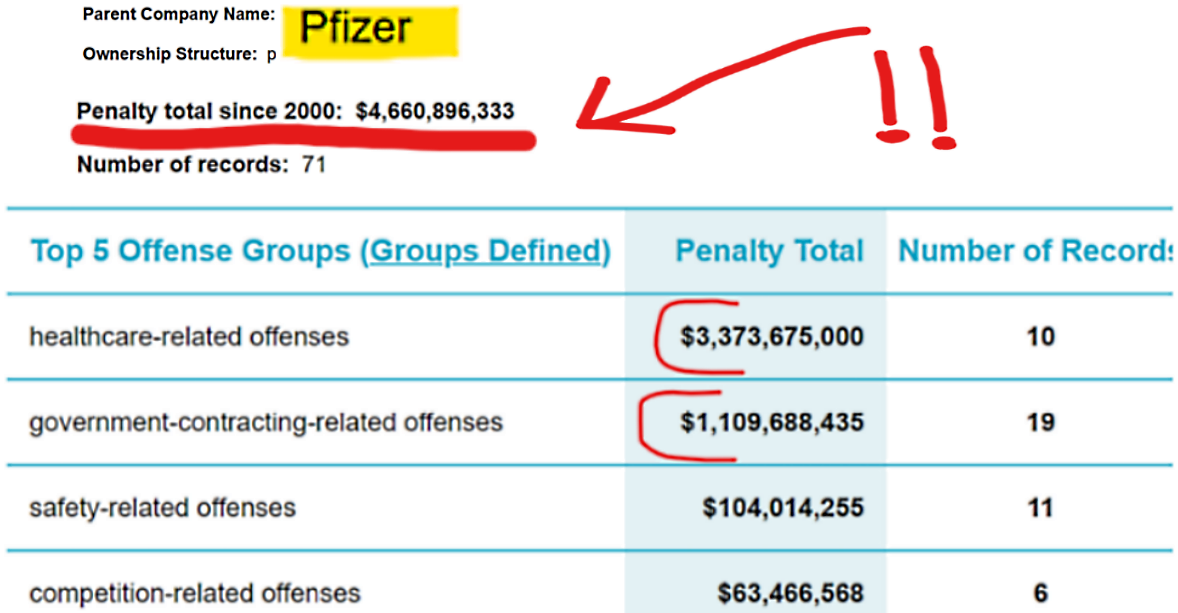 Parent Company Name: Pfizer
Ownership Structure: p
Penalty total since 2000: $4,660,896,333
Number of records: 71
!!
Top 5 Offense Groups (Groups Defined) Penalty Total Number of Records
healthcare-related offenses $3,373,675,000 10
government-contracting-related offenses $1,109,688,435 19
safety-related offenses $104,014,255 11
competition-related offenses $63,466,568 6